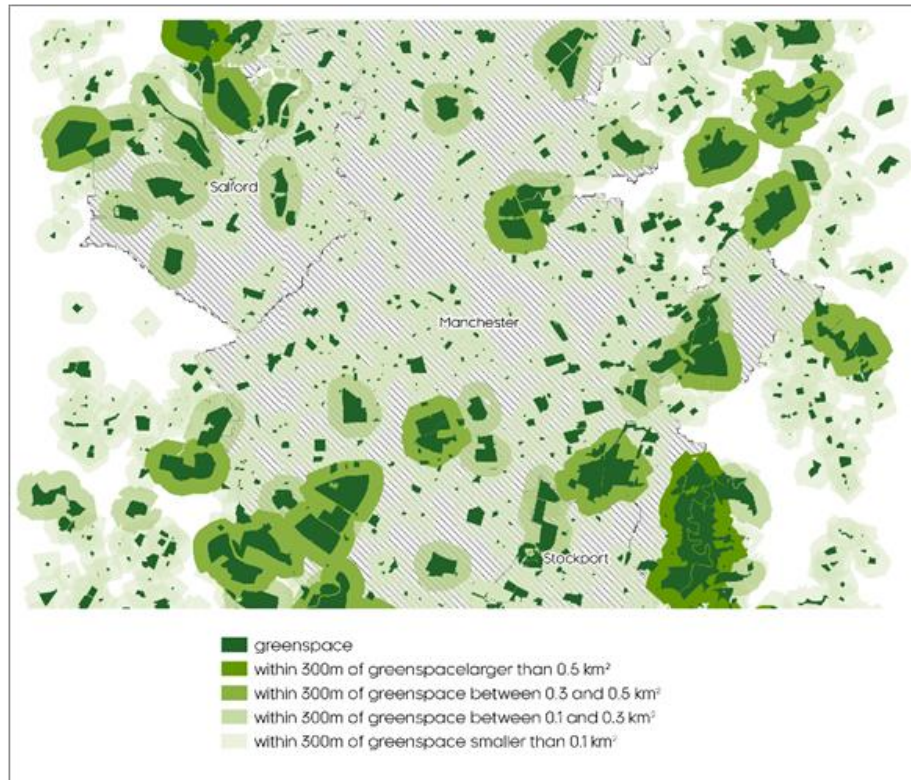 Salford
Manchester
Stockport
greenspace
within 300m of greenspacelarger than 0.5 km²
within 300m of greenspace between 0.3 and 0.5 km²
within 300m of greenspace between 0.1 and 0.3 km²
within 300m of greenspace smaller than 0.1 km²